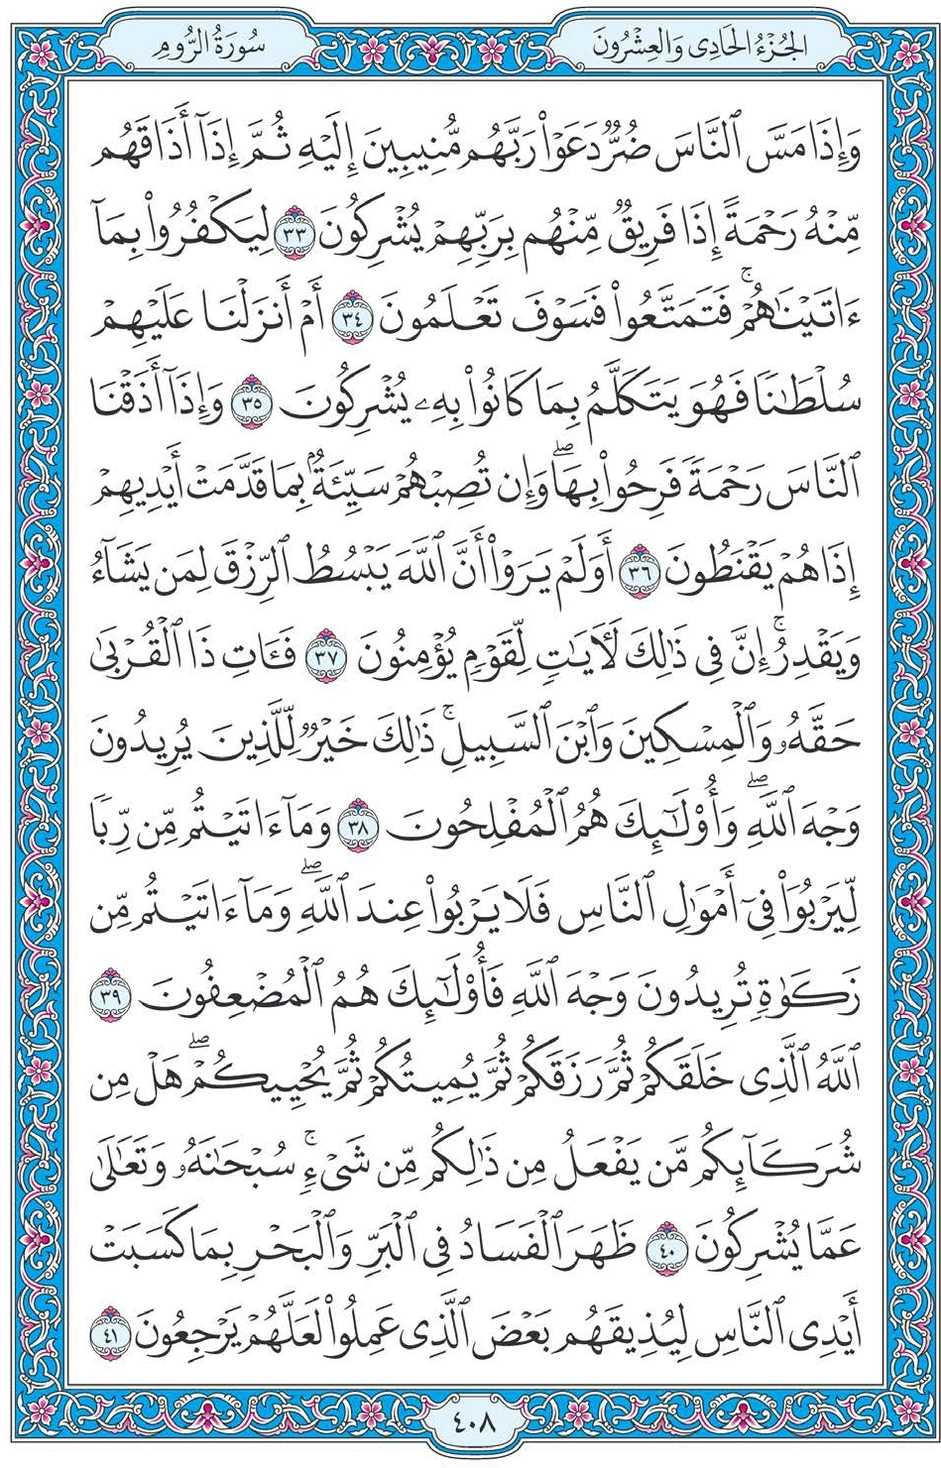 الجُزْءُ الحَادِي وَالعِشْرُونَ
سُورَةُ الرُّومِ
وَإِذَا مَسَّ ٱلنَّاسَ ضُرٌّ دَعَوۡاْ رَبَّهُم مُّنِيبِينَ إِلَيۡهِ ثُمَّ إِذَآ أَذَاقَهُم
مِّنۡهُ رَحۡمَةً إِذَا فَرِيقٌ مِّنۡهُم بِرَبِّهِمۡ يُشۡرِكُونَ ٣٣ لِيَكۡفُرُواْ بِمَآ
ءَاتَيۡنَٰهُمۡۚ فَتَمَتَّعُواْ فَسَوۡفَ تَعۡلَمُونَ ٣٤ أَمۡ أَنزَلۡنَا عَلَيۡهِمۡ
سُلۡطَٰنٗا فَهُوَ يَتَكَلَّمُ بِمَا كَانُواْ بِهِۦ يُشۡرِكُونَ ٣٥ وَإِذَآ أَذَقۡنَا
ٱلنَّاسَ رَحۡمَةٗ فَرِحُواْ بِهَاۖ وَإِن تُصِبۡهُمۡ سَيِّئَةُۢ بِمَا قَدَّمَتۡ أَيۡدِيهِمۡ
إِذَا هُمۡ يَقۡنَطُونَ ٣٦ أَوَلَمۡ يَرَوۡاْ أَنَّ ٱللَّهَ يَبۡسُطُ ٱلرِّزۡقَ لِمَن يَشَآءُ
وَيَقۡدِرُۚ إِنَّ فِي ذَٰلِكَ لَأٓيَٰتٖ لِّقَوۡمٖ يُؤۡمِنُونَ ٣٧ فَـَٔاتِ ذَا ٱلۡقُرۡبَىٰ
حَقَّهُۥ وَٱلۡمِسۡكِينَ وَٱبۡنَ ٱلسَّبِيلِۚ ذَٰلِكَ خَيۡرٞ لِّلَّذِينَ يُرِيدُونَ
وَجۡهَ ٱللَّهِۖ وَأُوْلَٰٓئِكَ هُمُ ٱلۡمُفۡلِحُونَ ٣٨ وَمَآ ءَاتَيۡتُم مِّن رِّبٗا
لِّيَرۡبُوَاْ فِيٓ أَمۡوَٰلِ ٱلنَّاسِ فَلَا يَرۡبُواْ عِندَ ٱللَّهِۖ وَمَآ ءَاتَيۡتُم مِّن
زَكَوٰةٖ تُرِيدُونَ وَجۡهَ ٱللَّهِ فَأُوْلَٰٓئِكَ هُمُ ٱلۡمُضۡعِفُونَ ٣٩
ٱللَّهُ ٱلَّذِي خَلَقَكُمۡ ثُمَّ رَزَقَكُمۡ ثُمَّ يُمِيتُكُمۡ ثُمَّ يُحۡيِيكُمۡۖ هَلۡ مِن
شُرَكَآئِكُم مَّن يَفۡعَلُ مِن ذَٰلِكُم مِّن شَيۡءٖۚ سُبۡحَٰنَهُۥ وَتَعَٰلَىٰ
عَمَّا يُشۡرِكُونَ ٤٠ ظَهَرَ ٱلۡفَسَادُ فِي ٱلۡبَرِّ وَٱلۡبَحۡرِ بِمَا كَسَبَتۡ
أَيۡدِي ٱلنَّاسِ لِيُذِيقَهُم بَعۡضَ ٱلَّذِي عَمِلُواْ لَعَلَّهُمۡ يَرۡجِعُونَ ٤١
٤٠٨